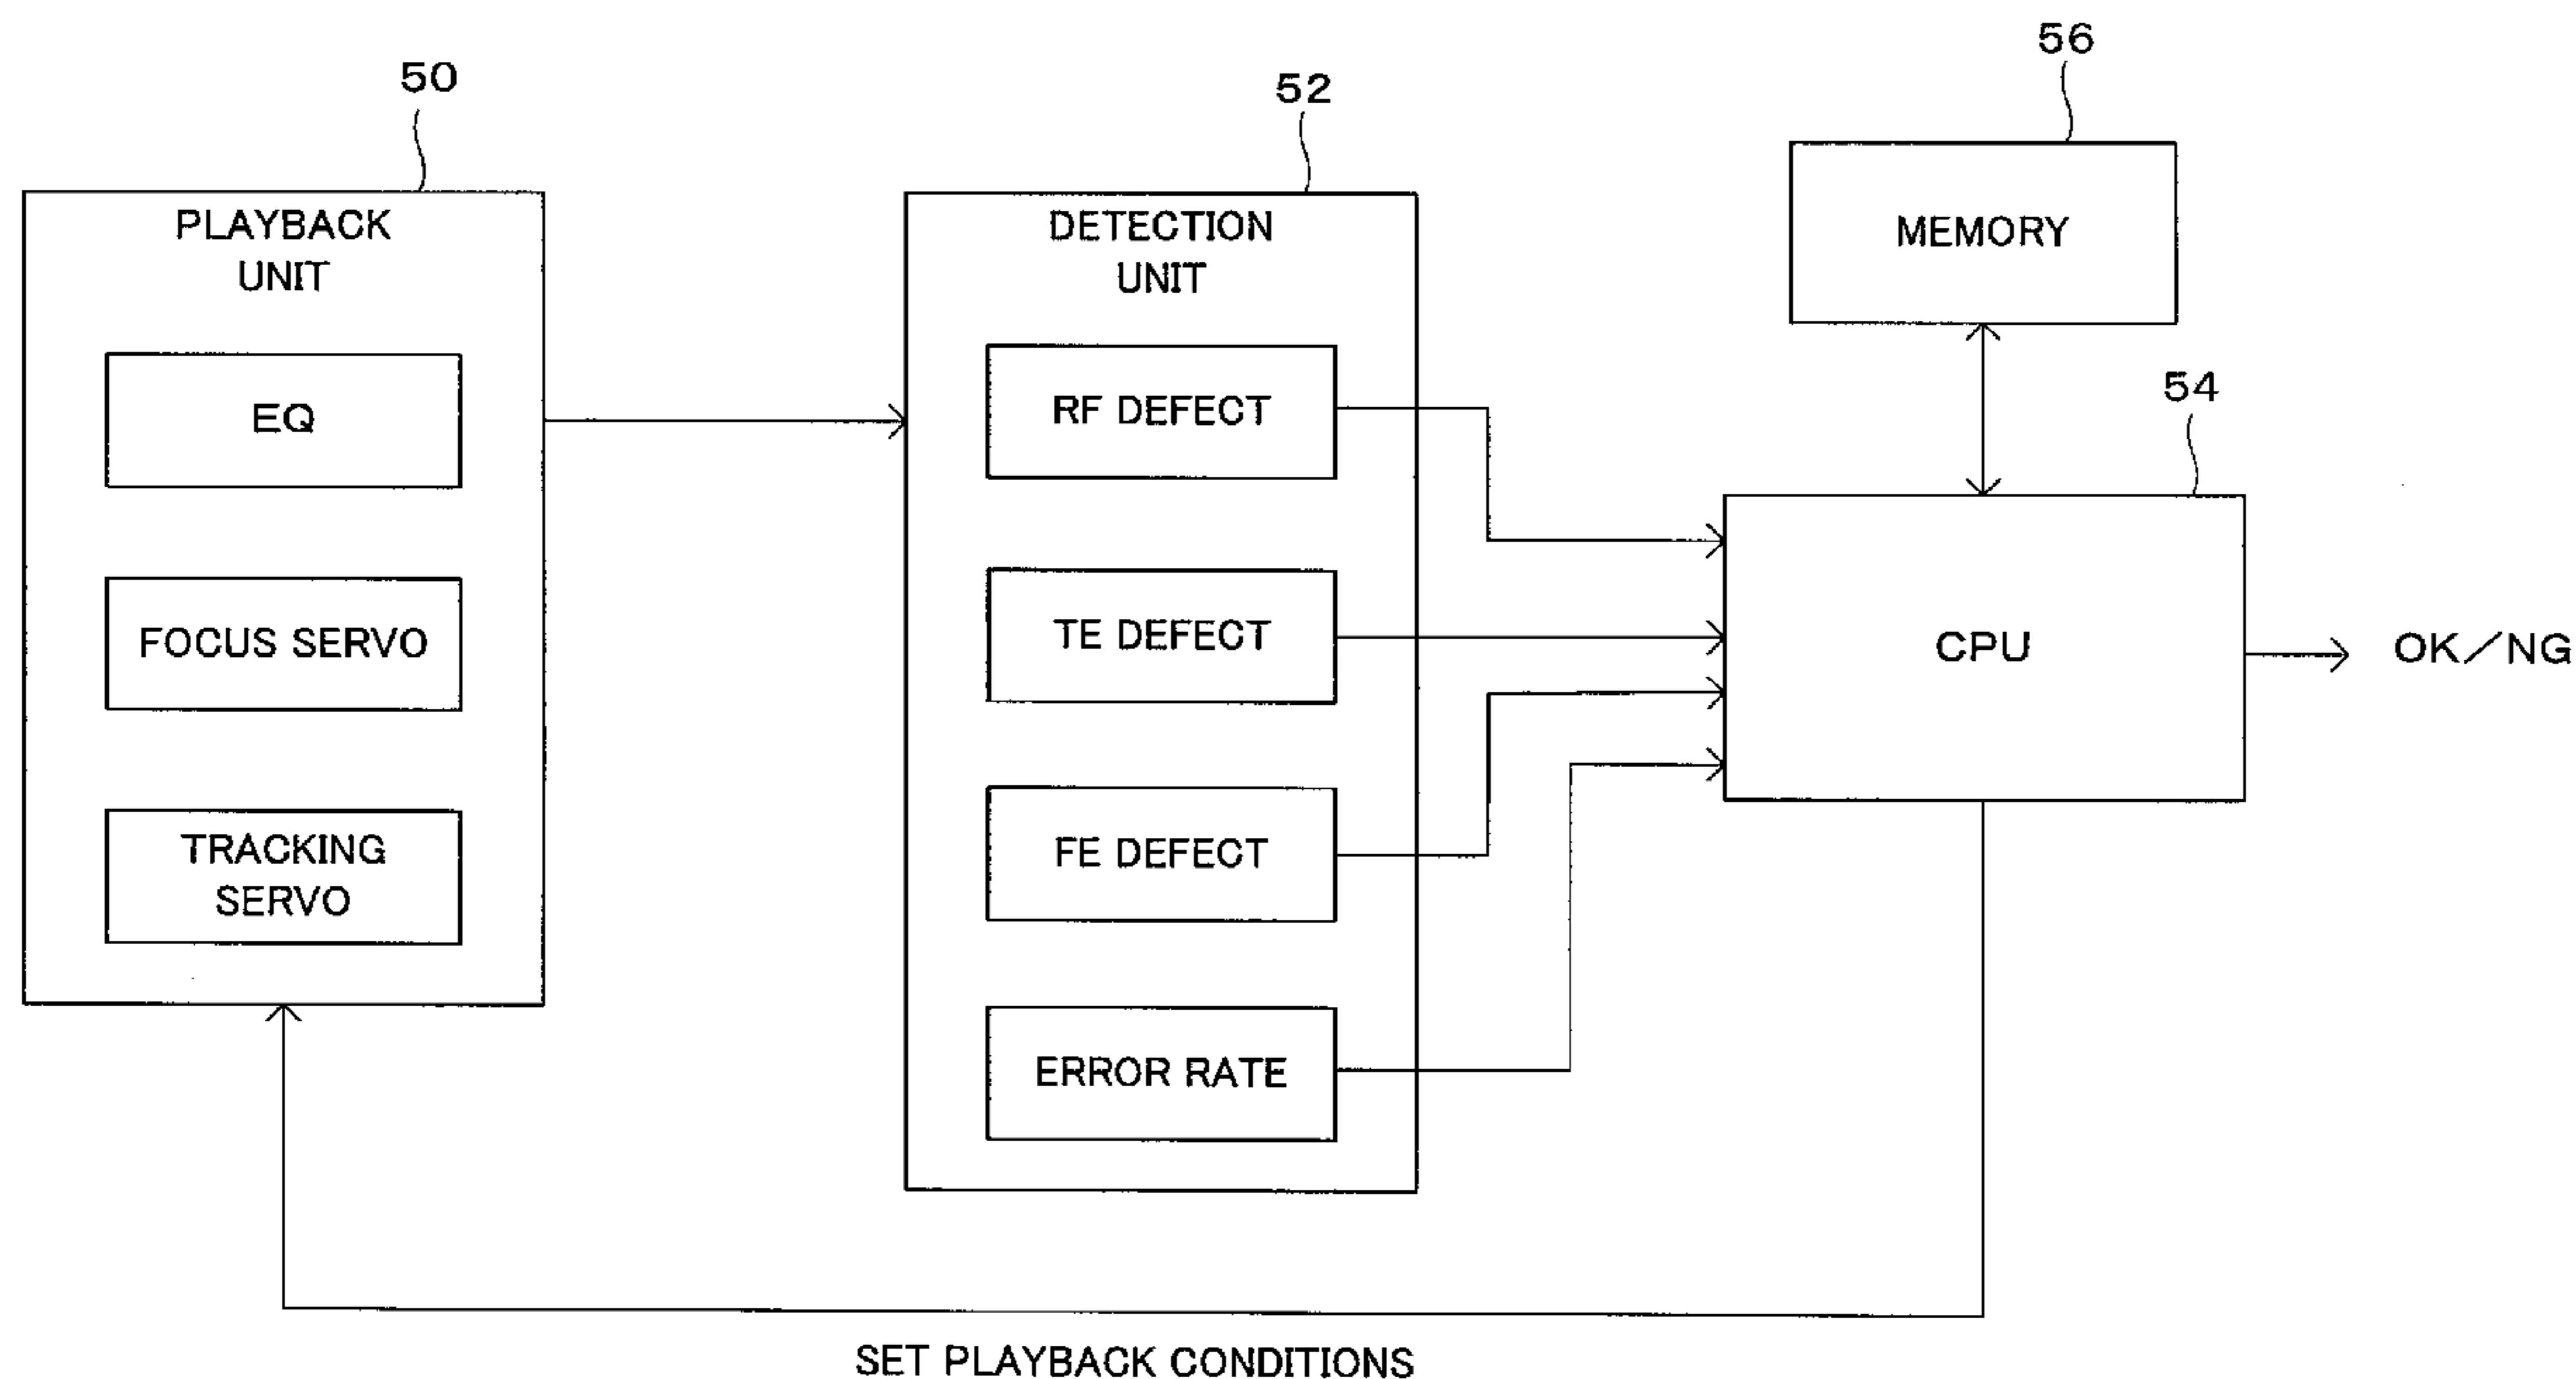 50
PLAYBACK
UNIT
EQ
FOCUS SERVO
TRACKING
SERVO
52
DETECTION
UNIT
RF DEFECT
TE DEFECT
FE DEFECT
ERROR RATE
56
MEMORY
54
CPU
OK/NG
SET PLAYBACK CONDITIONS